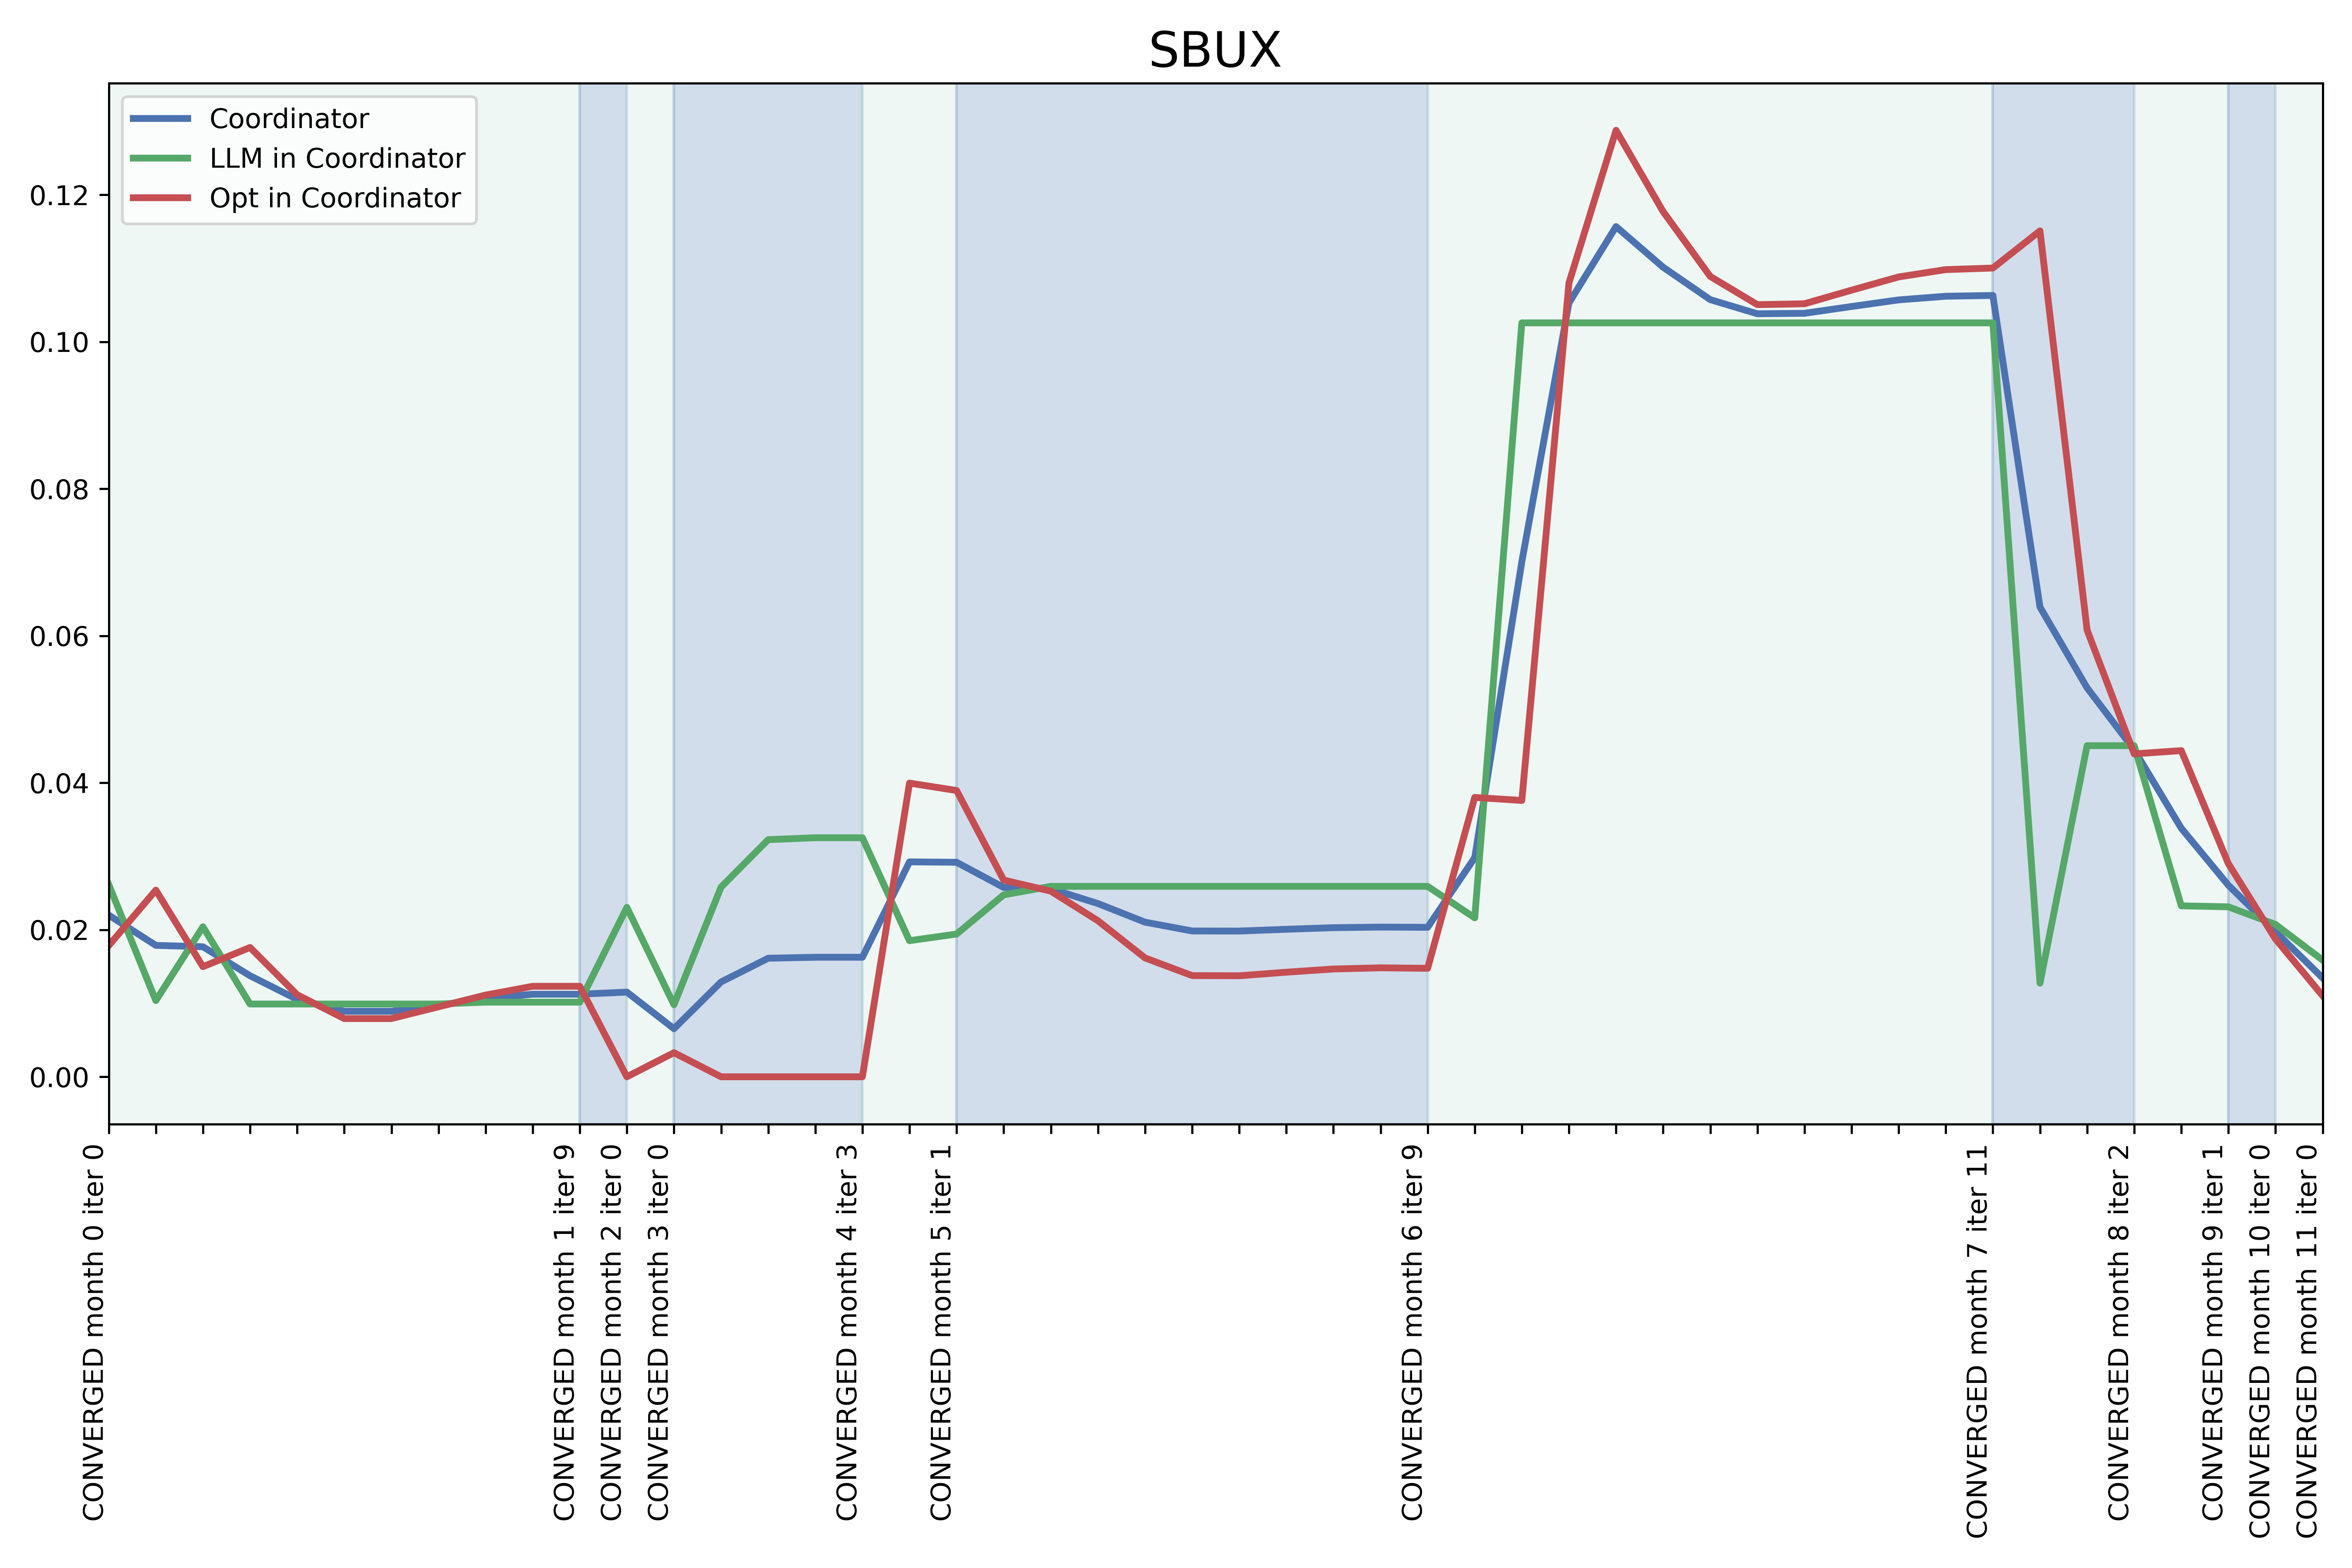 SBUX
Coordinator
LLM in Coordinator
Opt in Coordinator
0.12
0.10
0.08
0.06
0.04
0.02
0.00
CONVERGED month 0 iter 0
CONVERGED month 1 iter 9
CONVERGED month 2 iter 0
CONVERGED month 3 iter 0
CONVERGED month 4 iter 3
CONVERGED month 5 iter 1
CONVERGED month 6 iter 9
CONVERGED month 7 iter 11
CONVERGED month 8 iter 2
CONVERGED month 9 iter 1
CONVERGED month 10 iter 0
CONVERGED month 11 iter 0